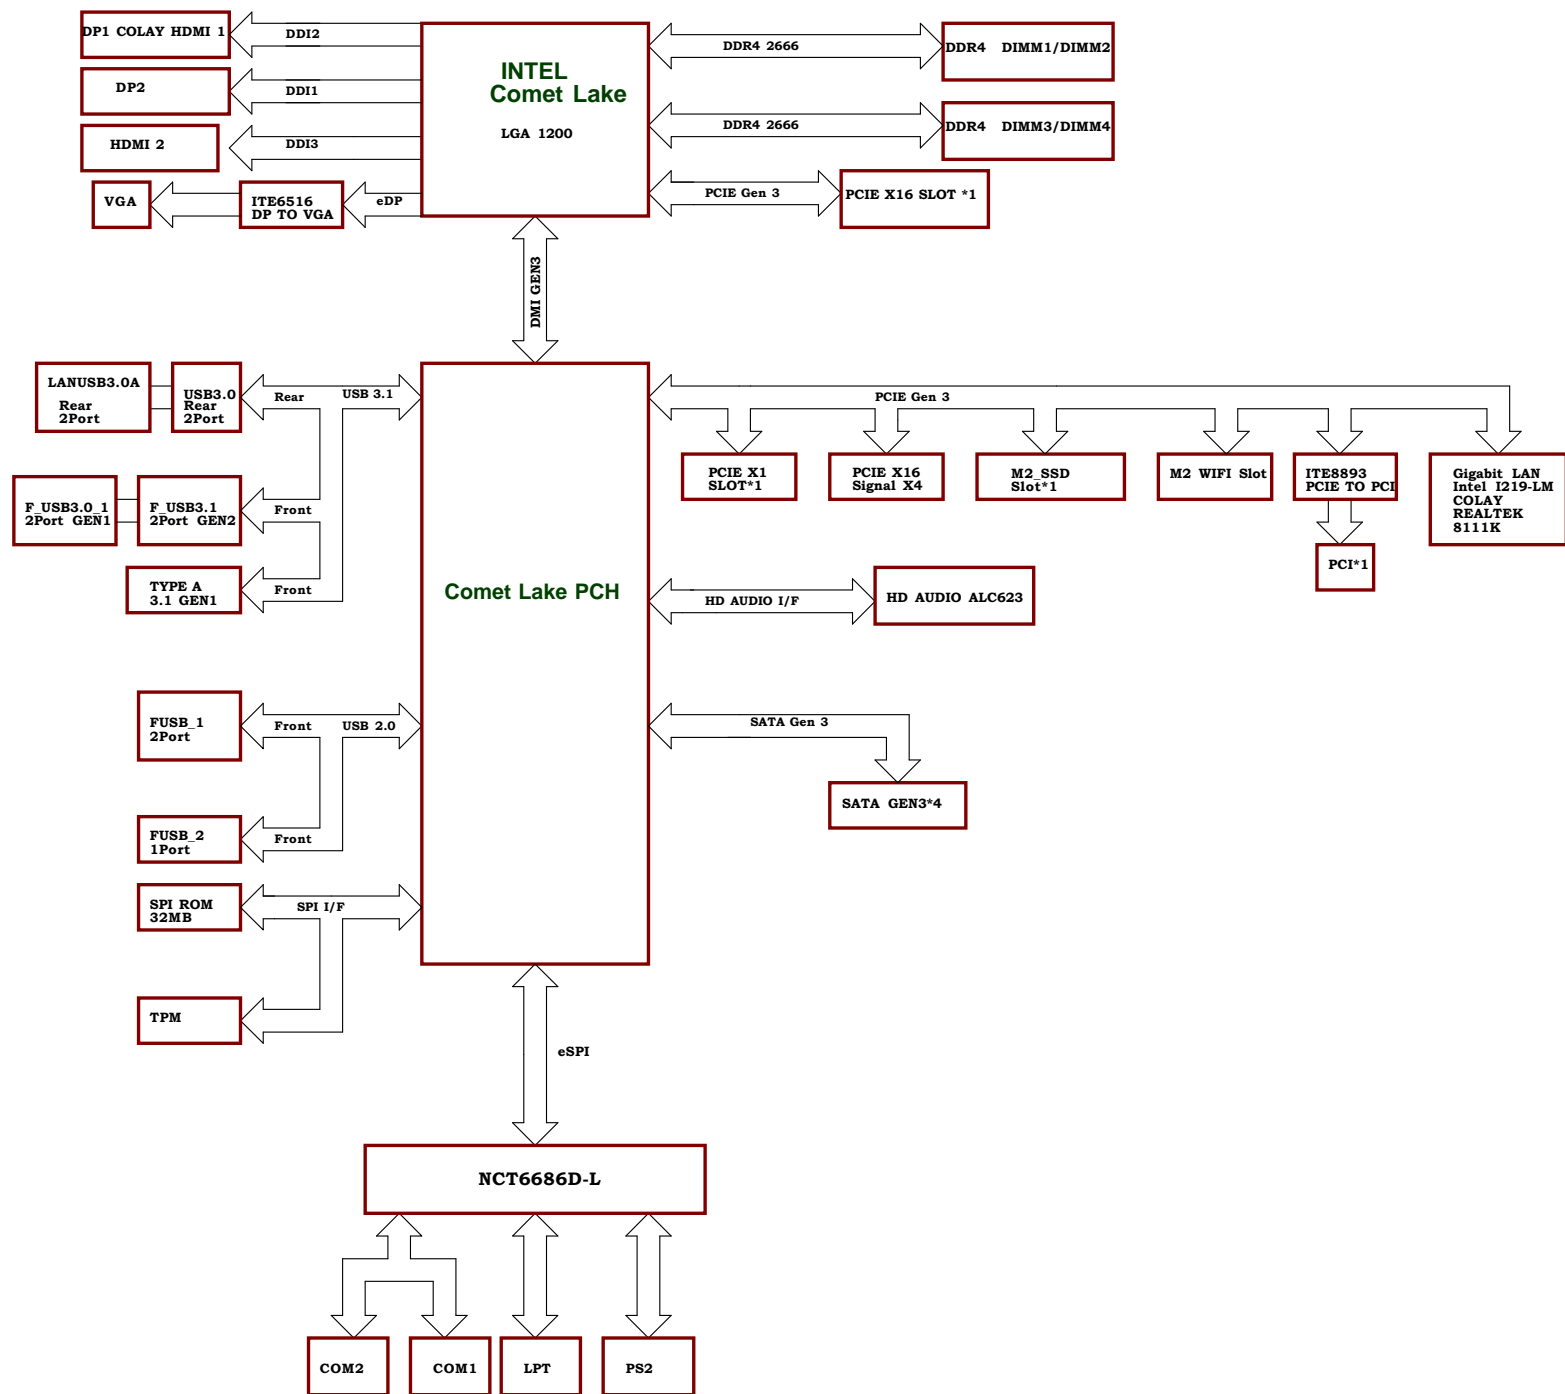 DP1 COLAY HDMI 1
DDI2
DP2
DDI1
HDMI 2
DDI3
VGA
ITE6516
DP TO VGA
eDP
INTEL
Comet Lake
LGA 1200
DDR4 2666
DDR4 DIMM1/DIMM2
DDR4 2666
DDR4 DIMM3/DIMM4
PCIE Gen 3
PCIE X16 SLOT *1
DMI GEN3
LANUSB3.0A
Rear
2Port
USB3.0
Rear
2Port
Rear
USB 3.1
F_USB3.0_1
2Port GEN1
F_USB3.1
2Port GEN2
Front
TYPE A
3.1 GEN1
Front
Comet Lake PCH
PCIE Gen 3
PCIE X1
SLOT*1
PCIE X16
Signal X4
M2_SSD
Slot*1
M2 WIFI Slot
ITE8893
PCIE TO PCI
PCI*1
Gigabit LAN
Intel I219-LM
COLAY
REALTEK
8111K
HD AUDIO I/F
HD AUDIO ALC623
FUSB_1
2Port
Front
USB 2.0
SATA Gen 3
SATA GEN3*4
FUSB_2
1Port
Front
SPI ROM
32MB
SPI I/F
TPM
eSPI
NCT6686D-L
COM2
COM1
LPT
PS2